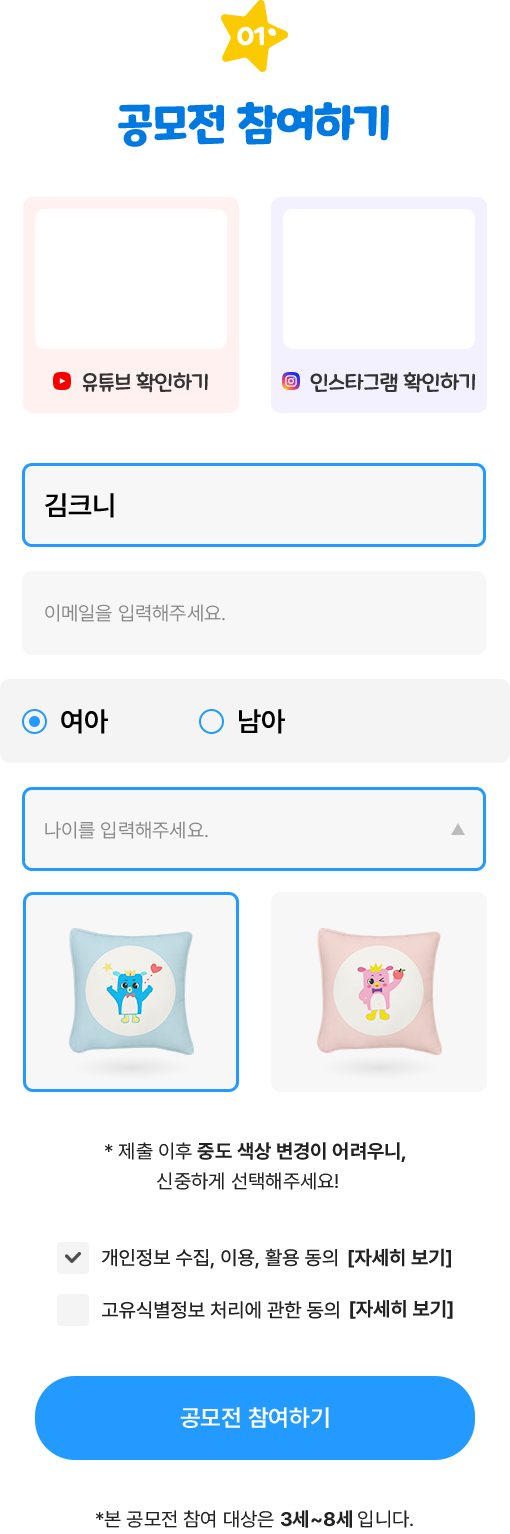 01
공모전 참여하기
유튜브 확인하기
인스타그램 확인하기
김크니
이메일을 입력해주세요.
여아
남아
나이를 입력해주세요.
* 제출 이후 중도 색상 변경이 어려우니,
신중하게 선택해주세요!
개인정보 수집, 이용, 활용 동의 [자세히 보기]
고유식별정보 처리에 관한 동의 [자세히 보기]
공모전 참여하기
*본 공모전 참여 대상은 3세~8세 입니다.